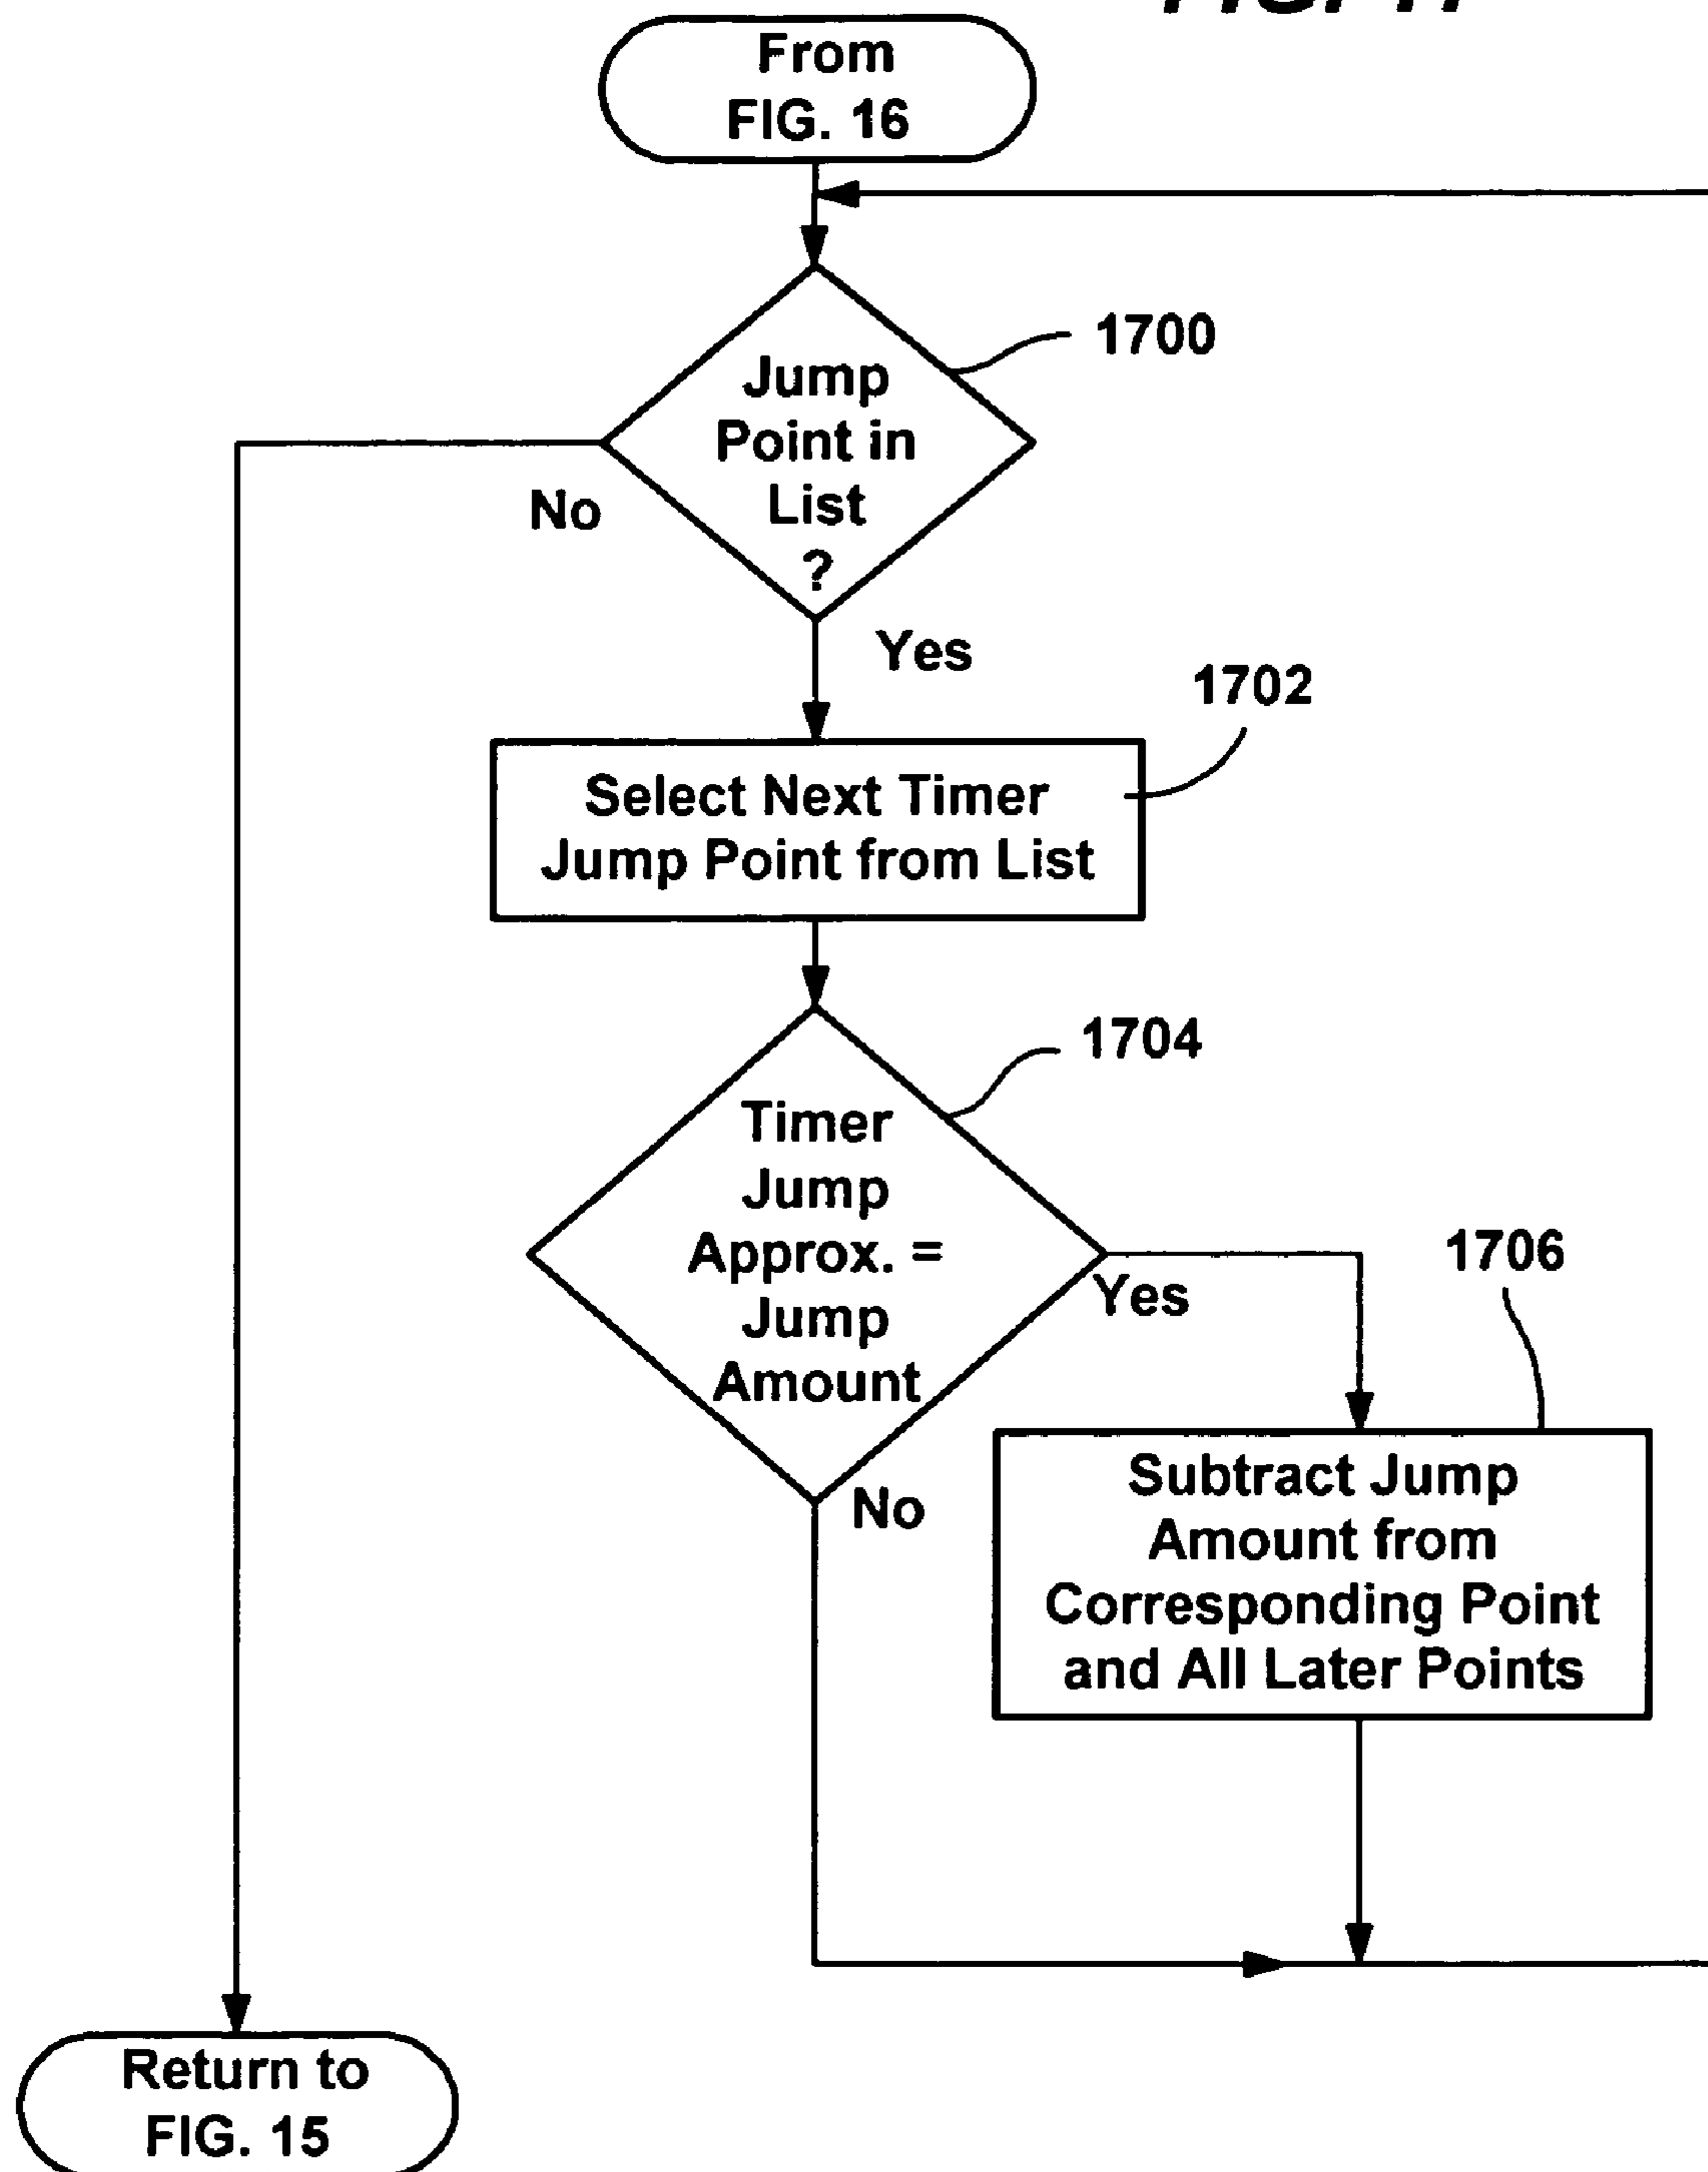 From
FIG. 16
1700
Jump
Point in
List
?
No
Yes
1702
Select Next Timer
Jump Point from List
1704
Timer
Jump
Approx. =
Jump
Amount
Yes
No
1706
Subtract Jump
Amount from
Corresponding Point
and All Later Points
Return to
FIG. 15